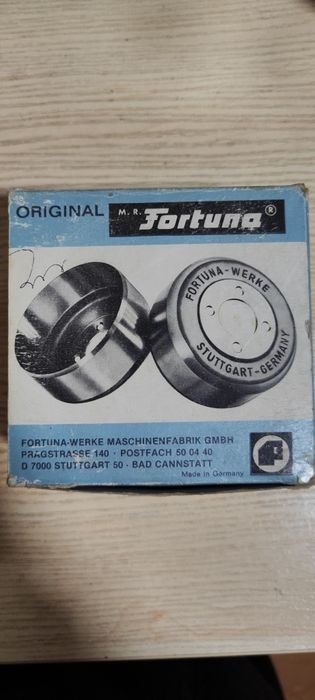 ORIGINAL M.R. Fortuna ®
FORTUNA-WERKE
STUTTGART-GERMANY
FORTUNA-WERKE MASCHINENFABRIK GMBH
PRAGSTRASSE 140 · POSTFACH 50 04 40
D 7000 STUTTGART 50 · BAD CANNSTATT
Made in Germany